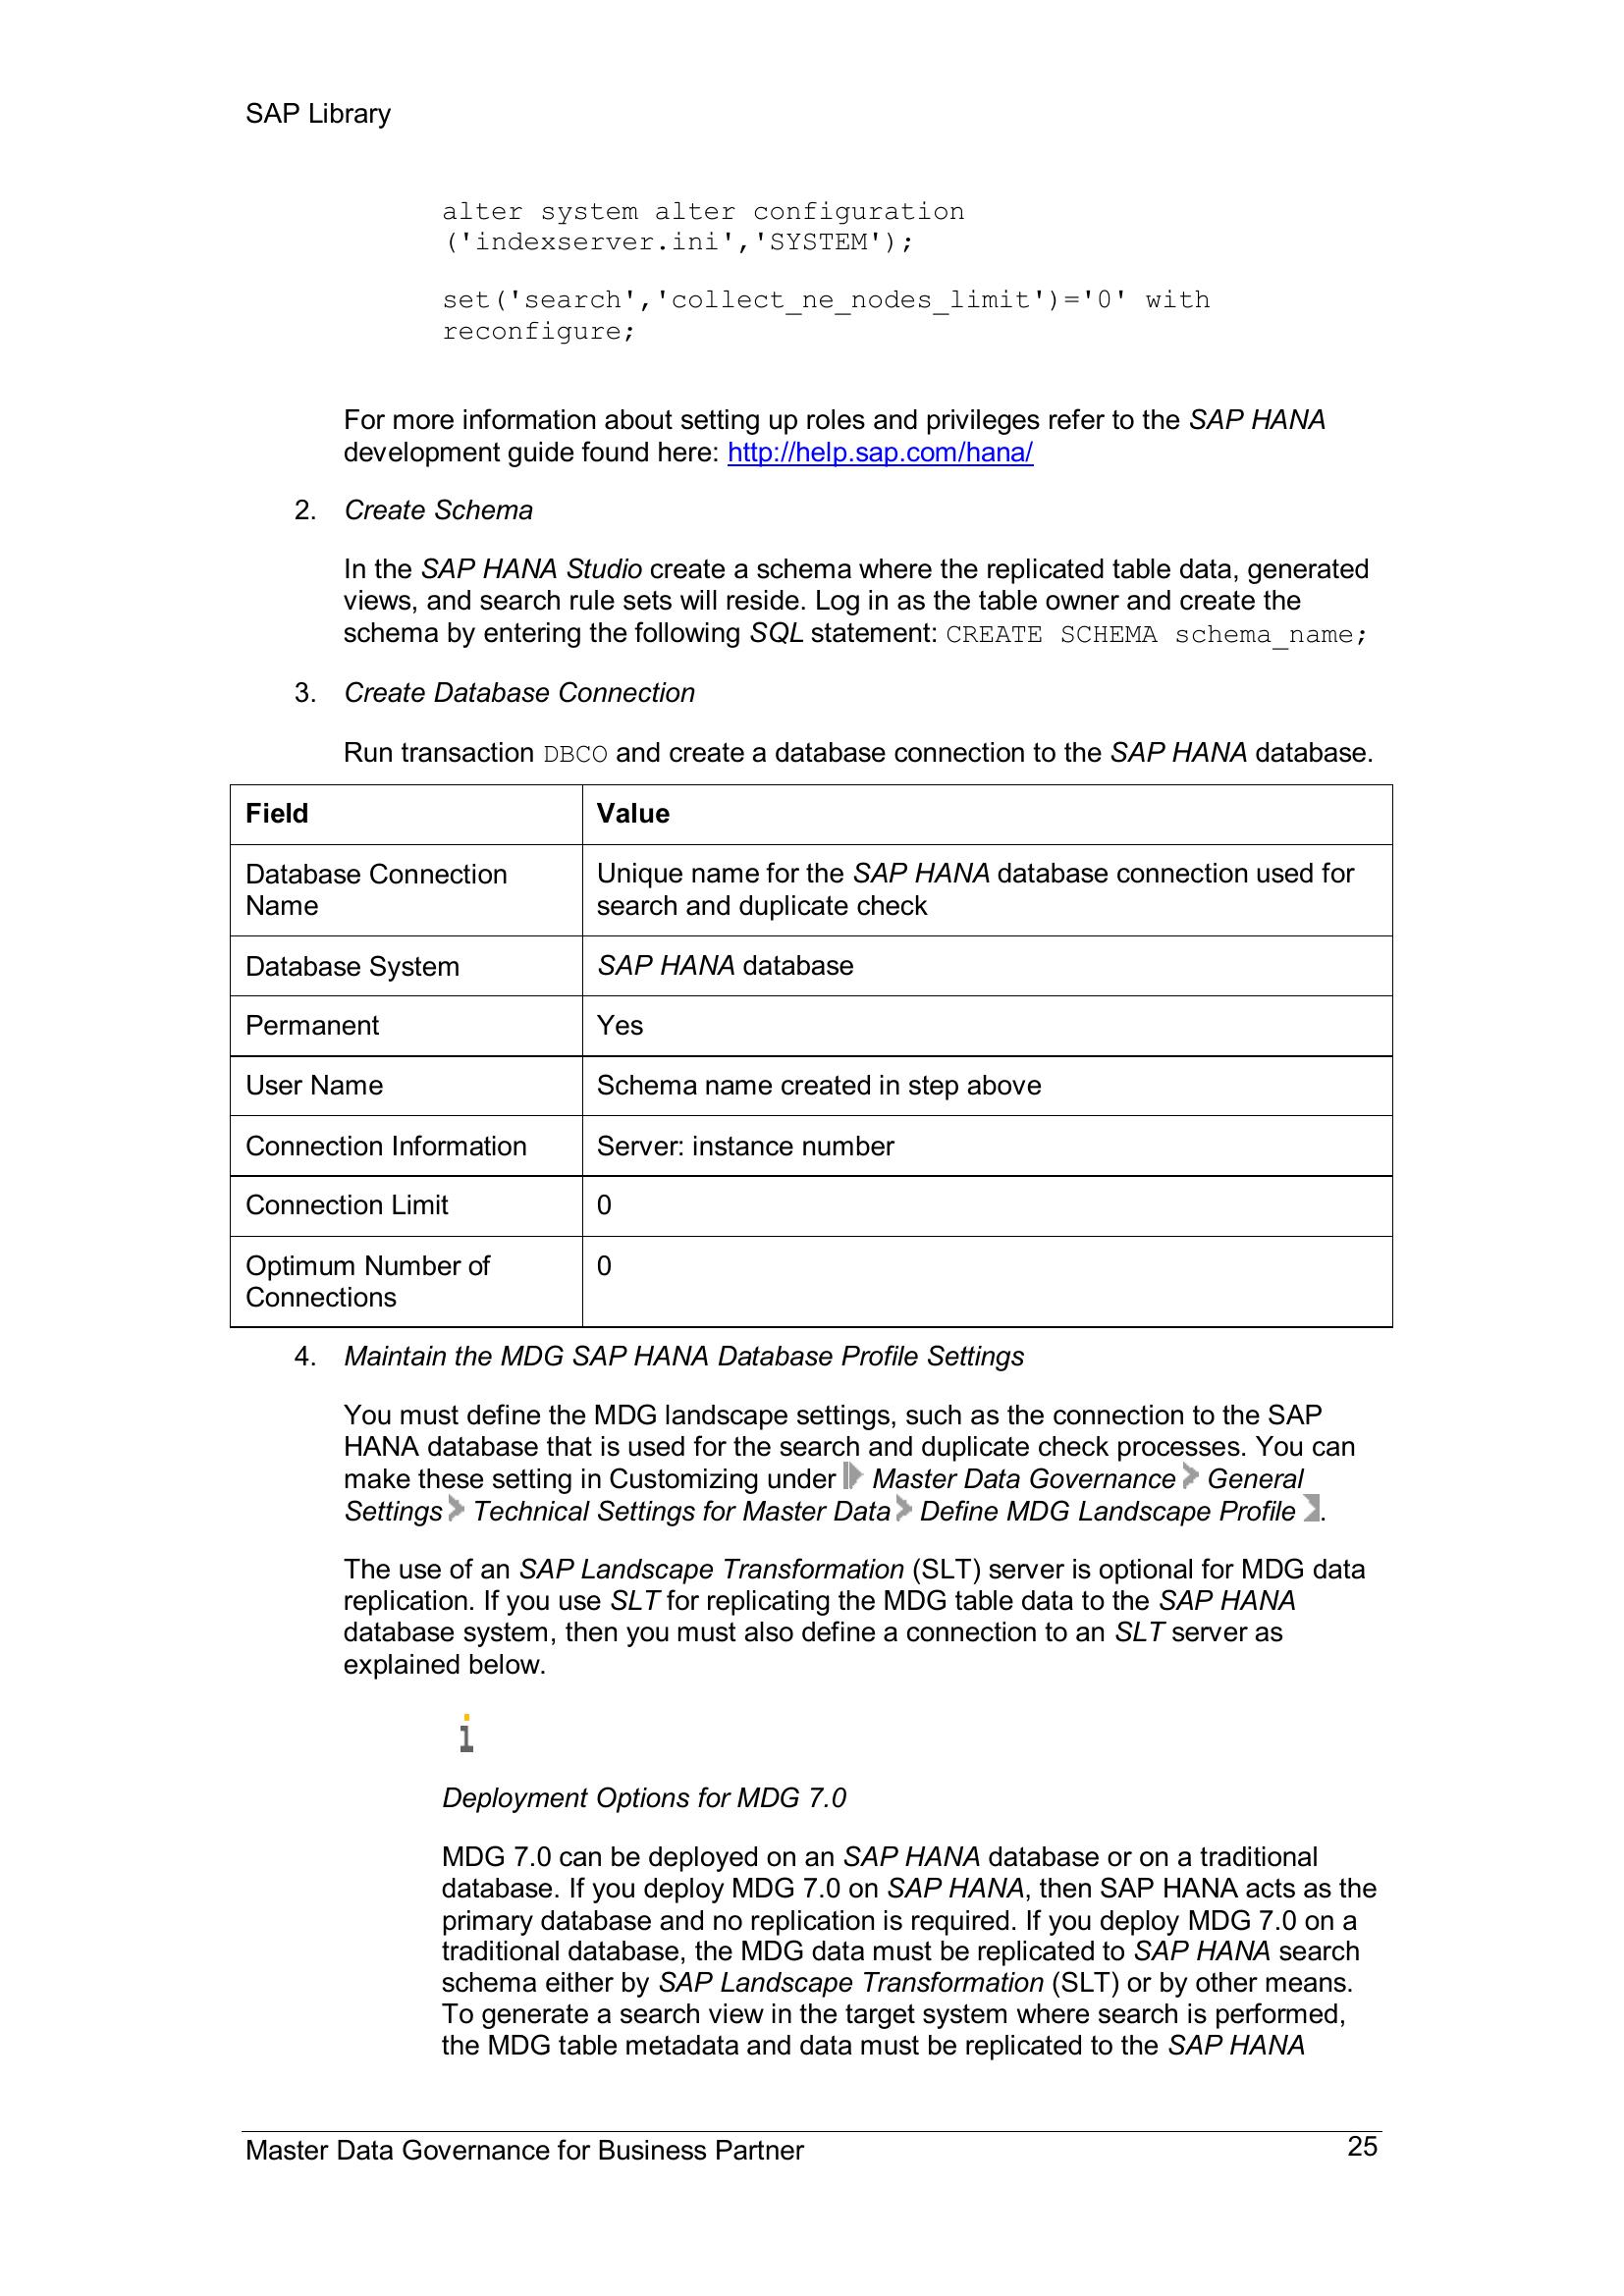 SAP Library
alter system alter configuration
('indexserver.ini','SYSTEM');
set('search','collect_ne_nodes_limit')='0' with
reconfigure;
For more information about setting up roles and privileges refer to the SAP HANA
development guide found here: http://help.sap.com/hana/
2. Create Schema
In the SAP HANA Studio create a schema where the replicated table data, generated
views, and search rule sets will reside. Log in as the table owner and create the
schema by entering the following SQL statement: CREATE SCHEMA schema_name;
3. Create Database Connection
Run transaction DBCO and create a database connection to the SAP HANA database.
Field Value
Database Connection Unique name for the SAP HANA database connection used for
Name search and duplicate check
Database System SAP HANA database
Permanent Yes
User Name Schema name created in step above
Connection Information Server: instance number
Connection Limit 0
Optimum Number of 0
Connections
4. Maintain the MDG SAP HANA Database Profile Settings
You must define the MDG landscape settings, such as the connection to the SAP
HANA database that is used for the search and duplicate check processes. You can
make these setting in Customizing under Master Data Governance General
Settings Technical Settings for Master Data Define MDG Landscape Profile .
The use of an SAP Landscape Transformation (SLT) server is optional for MDG data
replication. If you use SLT for replicating the MDG table data to the SAP HANA
database system, then you must also define a connection to an SLT server as
explained below.
i
Deployment Options for MDG 7.0
MDG 7.0 can be deployed on an SAP HANA database or on a traditional
database. If you deploy MDG 7.0 on SAP HANA, then SAP HANA acts as the
primary database and no replication is required. If you deploy MDG 7.0 on a
traditional database, the MDG data must be replicated to SAP HANA search
schema either by SAP Landscape Transformation (SLT) or by other means.
To generate a search view in the target system where search is performed,
the MDG table metadata and data must be replicated to the SAP HANA
Master Data Governance for Business Partner 25